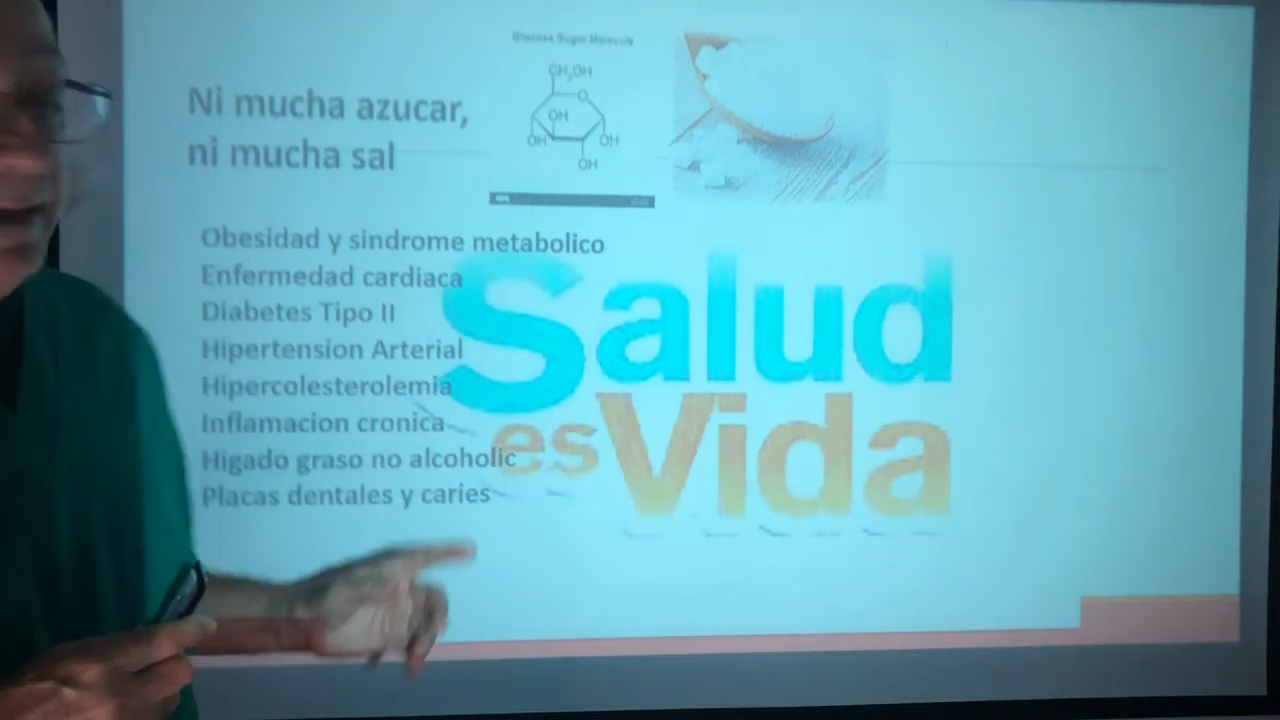 Glucose Sugar Molecule
CH₂OH
O
OH
OH
OH
OH
Ni mucha azucar,
ni mucha sal
Obesidad y sindrome metabolico
Enfermedad cardiaca
Diabetes Tipo II
Hipertension Arterial
Hipercolesterolemia
Inflamacion cronica
Higado graso no alcoholic
Placas dentales y caries
Salud
es Vida